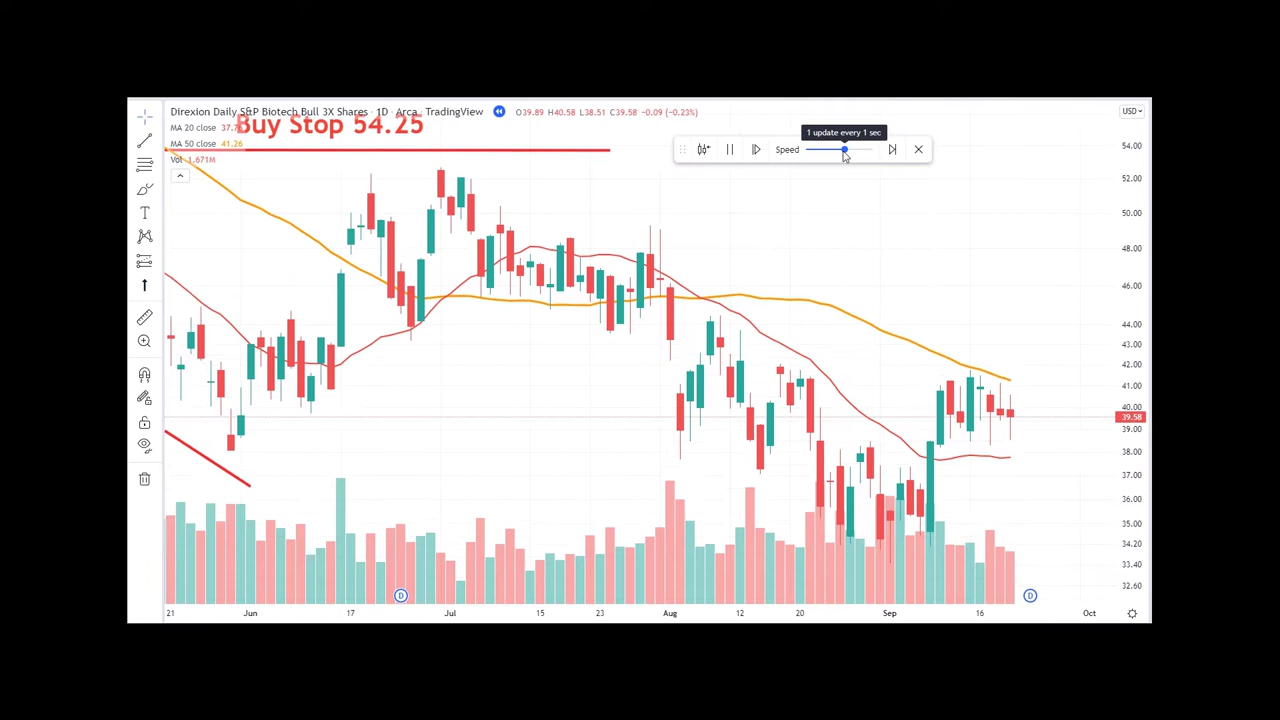 Direxion Daily S&P Biotech Bull 3X Shares · 1D · Arca · TradingView O39.89 H40.58 L38.51 C39.58 −0.09 (−0.23%)
USD
Buy Stop 54.25
MA 20 close 37.7
MA 50 close 41.26
Vol 1.671M
1 update every 1 sec
Speed
54.00
52.00
50.00
48.00
46.00
44.00
43.00
42.00
41.00
40.00
39.58
39.00
38.00
37.00
36.00
35.00
34.20
33.40
32.60
D D
21 Jun 17 Jul 15 23 Aug 12 20 Sep 16 Oct